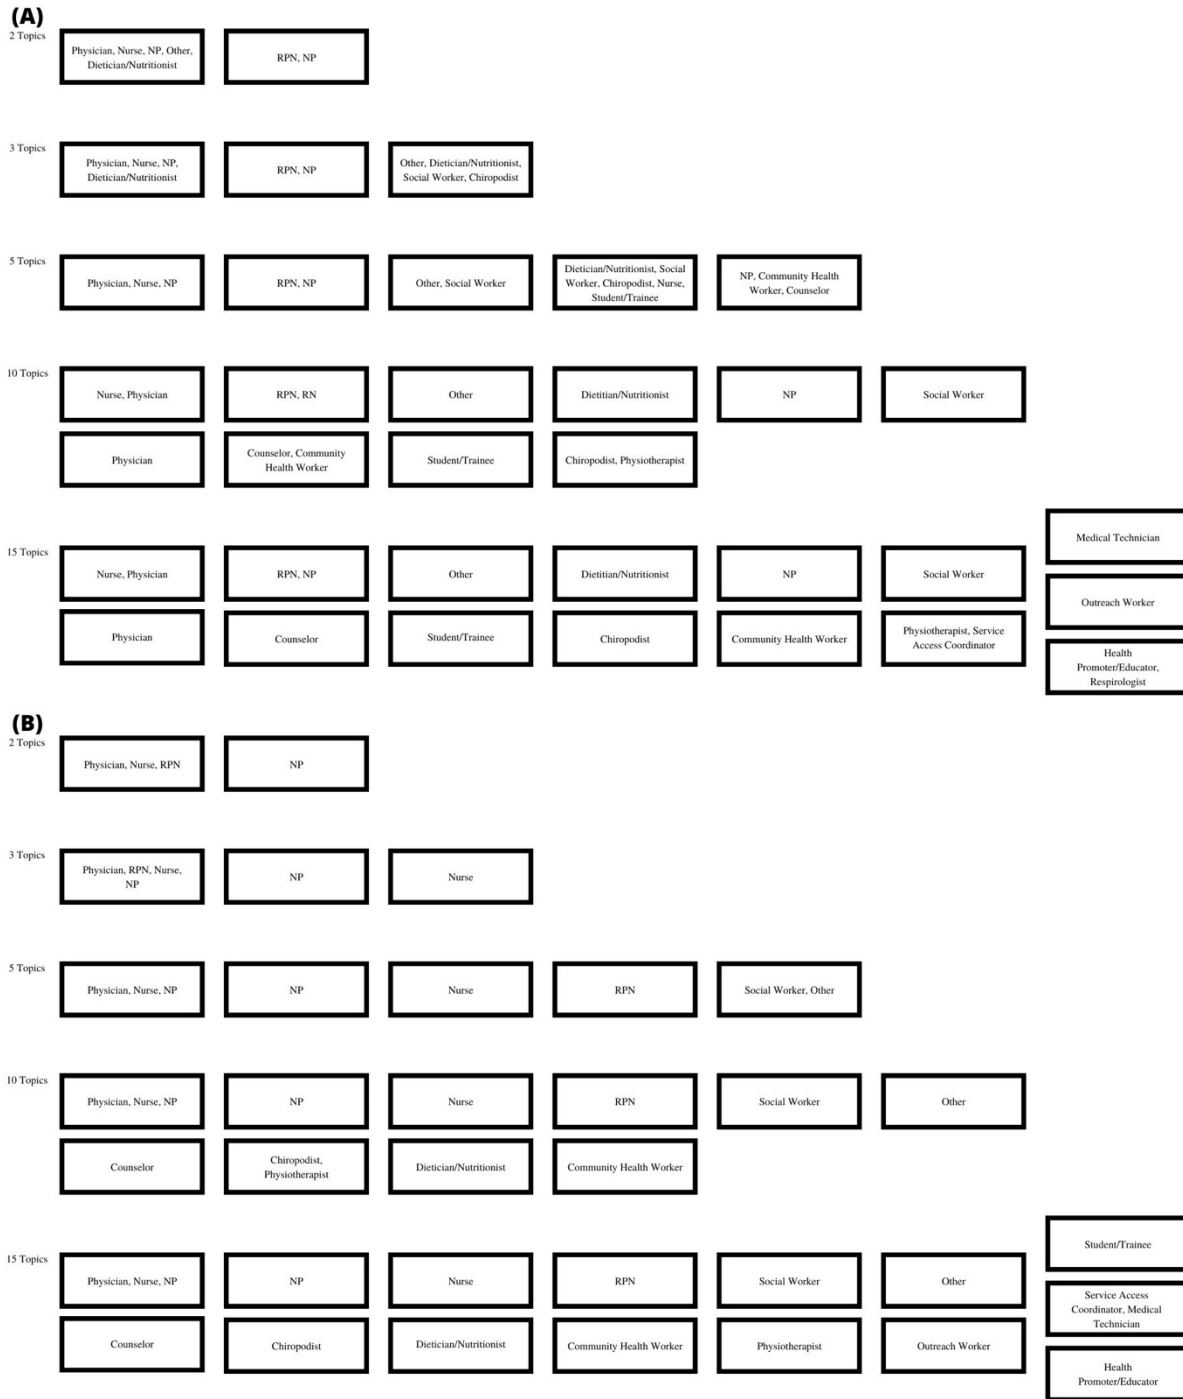 (A)
2 Topics
Physician, Nurse, NP, Other,
Dietician/Nutritionist
RPN, NP
3 Topics
Physician, Nurse, NP,
Dietician/Nutritionist
RPN, NP
Other, Dietician/Nutritionist,
Social Worker, Chiropodist
5 Topics
Physician, Nurse, NP
RPN, NP
Other, Social Worker
Dietician/Nutritionist, Social
Worker, Chiropodist, Nurse,
Student/Trainee
NP, Community Health
Worker, Counselor
10 Topics
Nurse, Physician
RPN, RN
Other
Dietitian/Nutritionist
NP
Social Worker
Physician
Counselor, Community
Health Worker
Student/Trainee
Chiropodist, Physiotherapist
15 Topics
Nurse, Physician
RPN, NP
Other
Dietitian/Nutritionist
NP
Social Worker
Physician
Counselor
Student/Trainee
Chiropodist
Community Health Worker
Physiotherapist, Service
Access Coordinator
Medical Technician
Outreach Worker
Health
Promoter/Educator,
Respirologist
(B)
2 Topics
Physician, Nurse, RPN
NP
3 Topics
Physician, RPN, Nurse,
NP
NP
Nurse
5 Topics
Physician, Nurse, NP
NP
Nurse
RPN
Social Worker, Other
10 Topics
Physician, Nurse, NP
NP
Nurse
RPN
Social Worker
Other
Counselor
Chiropodist,
Physiotherapist
Dietician/Nutritionist
Community Health Worker
15 Topics
Physician, Nurse, NP
NP
Nurse
RPN
Social Worker
Other
Counselor
Chiropodist
Dietician/Nutritionist
Community Health Worker
Physiotherapist
Outreach Worker
Student/Trainee
Service Access
Coordinator, Medical
Technician
Health
Promoter/Educator